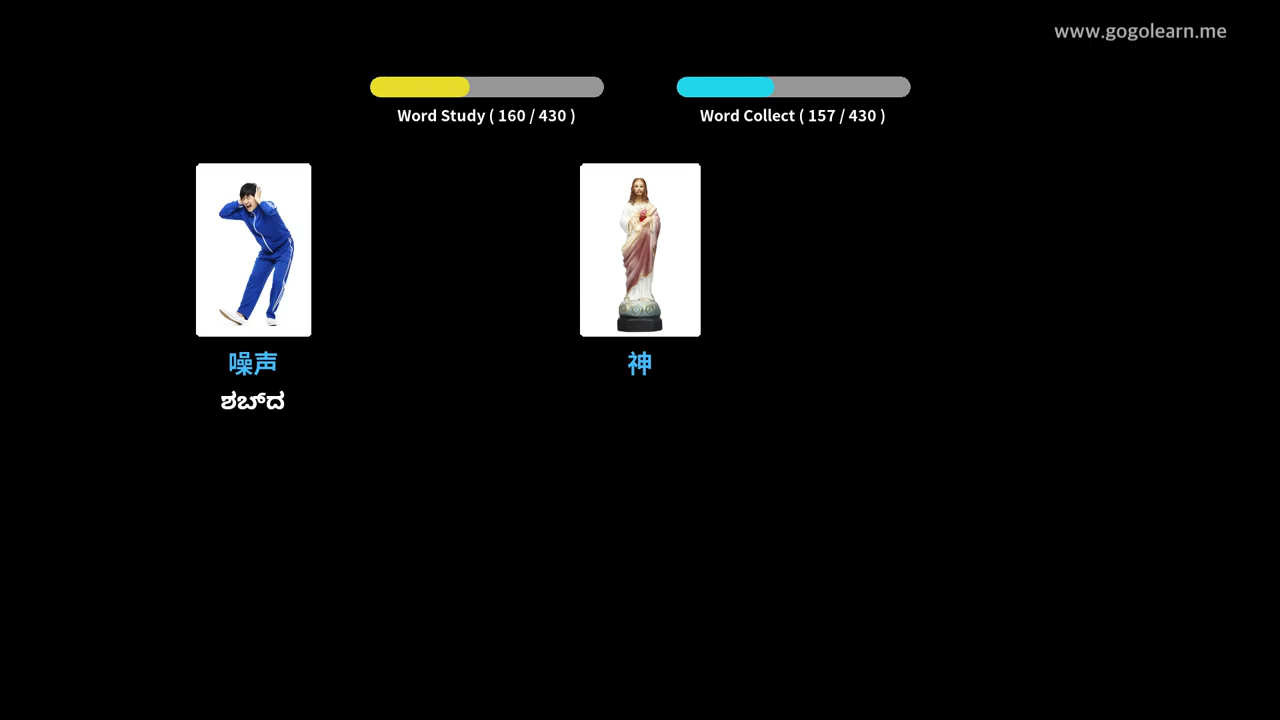 www.gogolearn.me
Word Study ( 160 / 430 )
Word Collect ( 157 / 430 )
噪声
神
ಶಬ್‌ದ